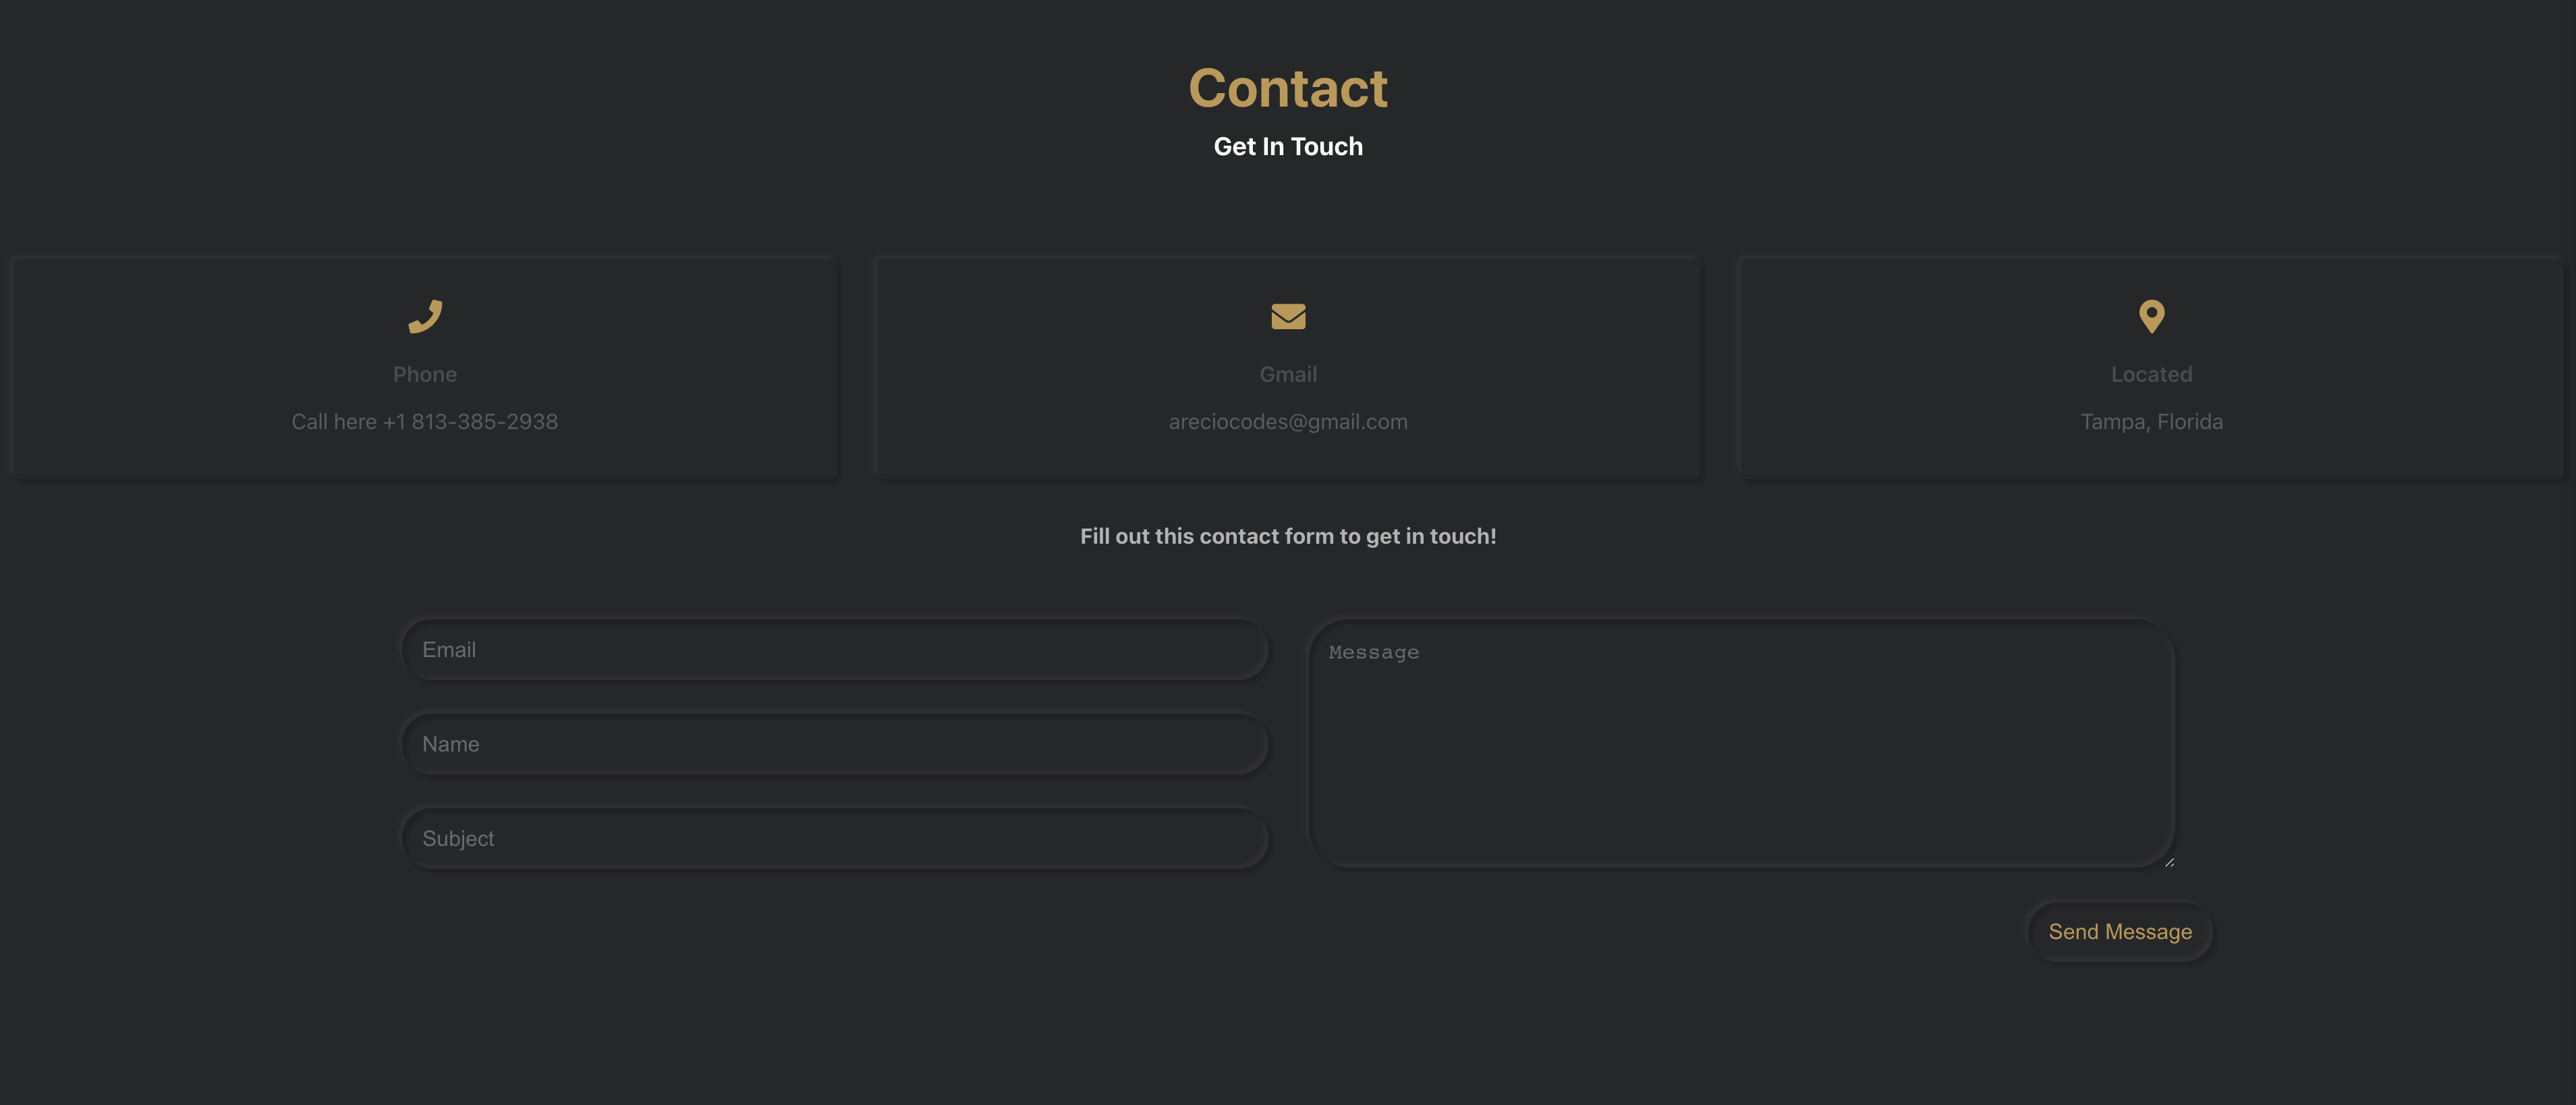 Contact
Get In Touch
Phone
Call here +1 813-385-2938
Gmail
areciocodes@gmail.com
Located
Tampa, Florida
Fill out this contact form to get in touch!
Email
Name
Subject
Message
Send Message